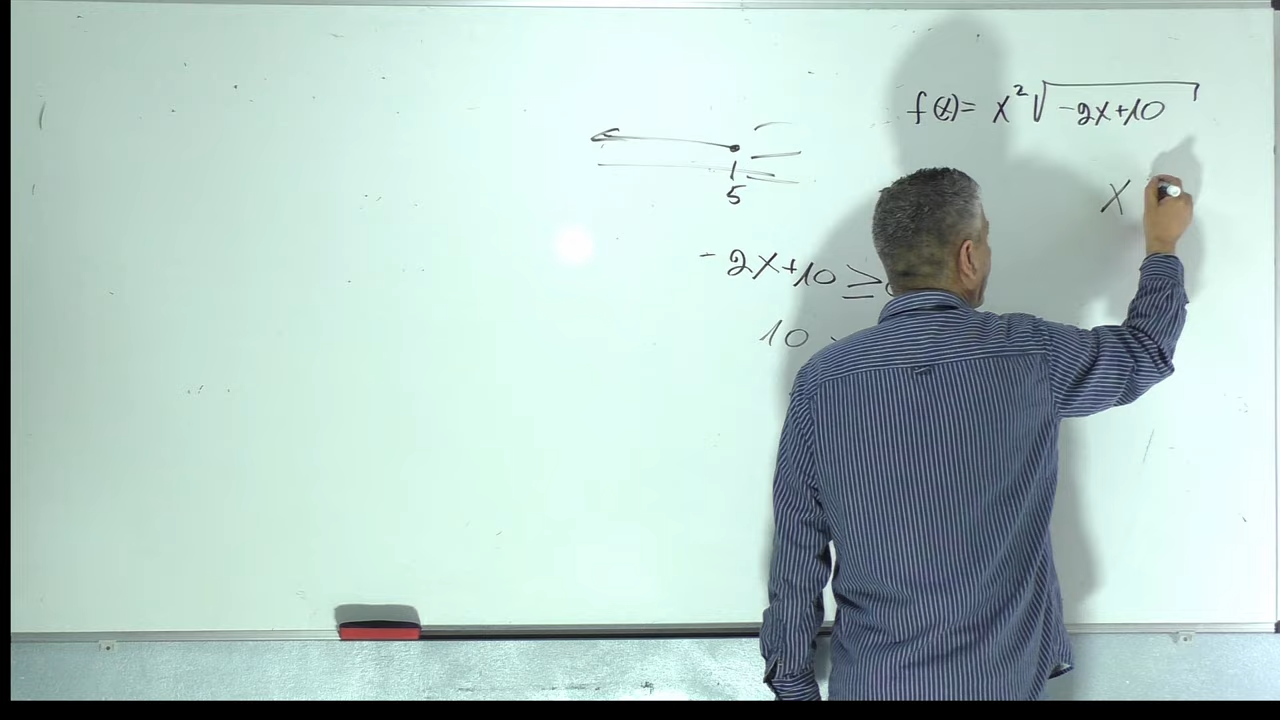 f(x) = x²√-2x+10
x
5
-2x+10 ≥
10